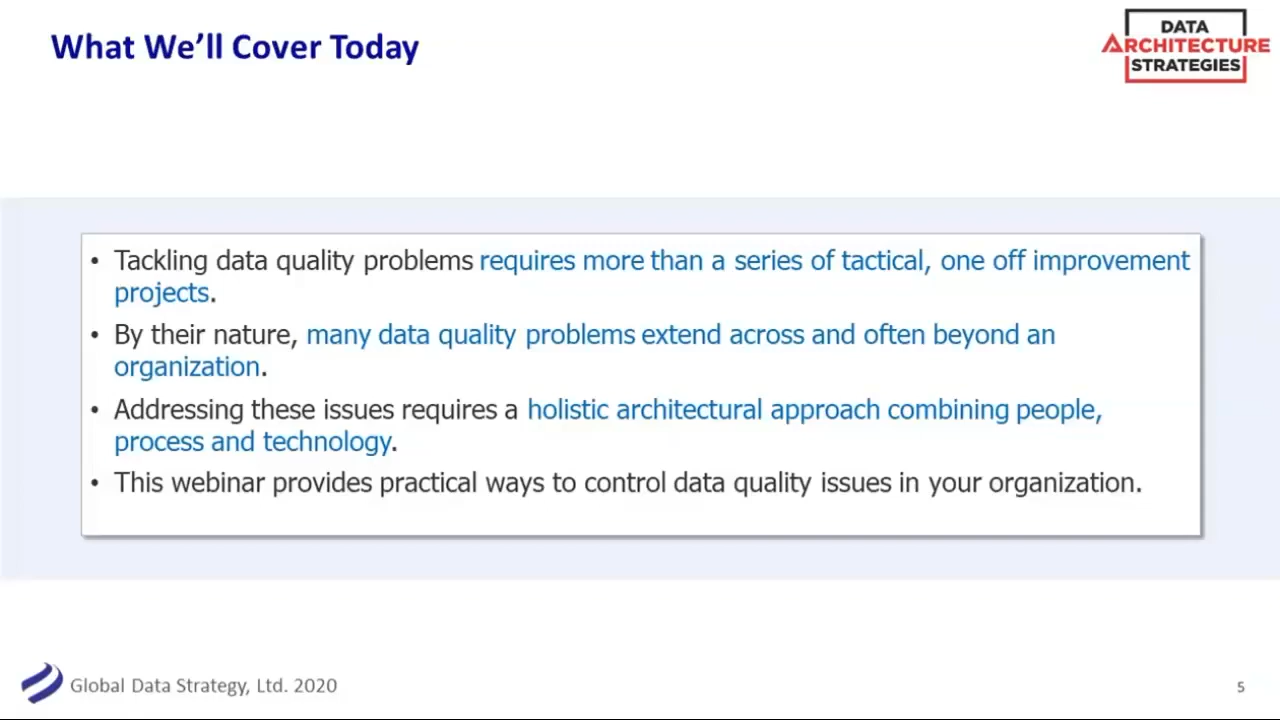 What We’ll Cover Today
DATA
ARCHITECTURE
STRATEGIES
• Tackling data quality problems requires more than a series of tactical, one off improvement
projects.
• By their nature, many data quality problems extend across and often beyond an
organization.
• Addressing these issues requires a holistic architectural approach combining people,
process and technology.
• This webinar provides practical ways to control data quality issues in your organization.
Global Data Strategy, Ltd. 2020
5